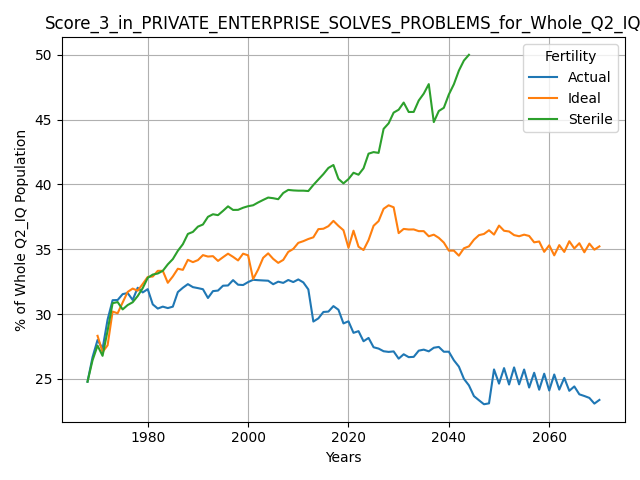 Score_3_in_PRIVATE_ENTERPRISE_SOLVES_PROBLEMS_for_Whole_Q2_IQ
Fertility
Actual
Ideal
Sterile
50
45
40
35
30
25
% of Whole Q2_IQ Population
1980
2000
2020
2040
2060
Years